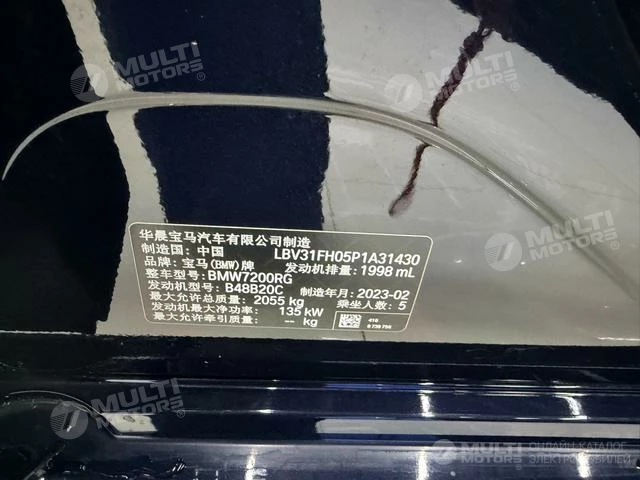 MULTI
MOTORS®
MULTI
MOTORS®
华晨宝马汽车有限公司制造
制造国: 中国 LBV31FH05P1A31430
品牌: 宝马(BMW)牌 发动机排量: 1998 mL
整车型号: BMW7200RG
发动机型号: B48B20C 制造年月: 2023-02
最大允许总质量: 2055 kg 乘坐人数: 5
发动机最大净功率: 135 kW
最大允许牵引质量: -- kg
MULTI
MOTORS®
MULTI
MOTORS
ОНЛАЙН-КАТАЛОГ
ЭЛЕКТРОМОБИЛЕЙ